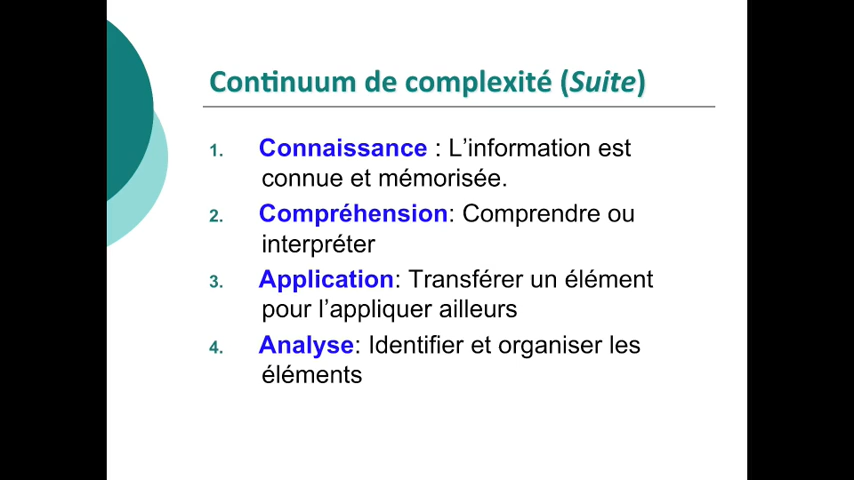 Continuum de complexité (Suite)
1. Connaissance : L’information est
connue et mémorisée.
2. Compréhension: Comprendre ou
interpréter
3. Application: Transférer un élément
pour l’appliquer ailleurs
4. Analyse: Identifier et organiser les
éléments